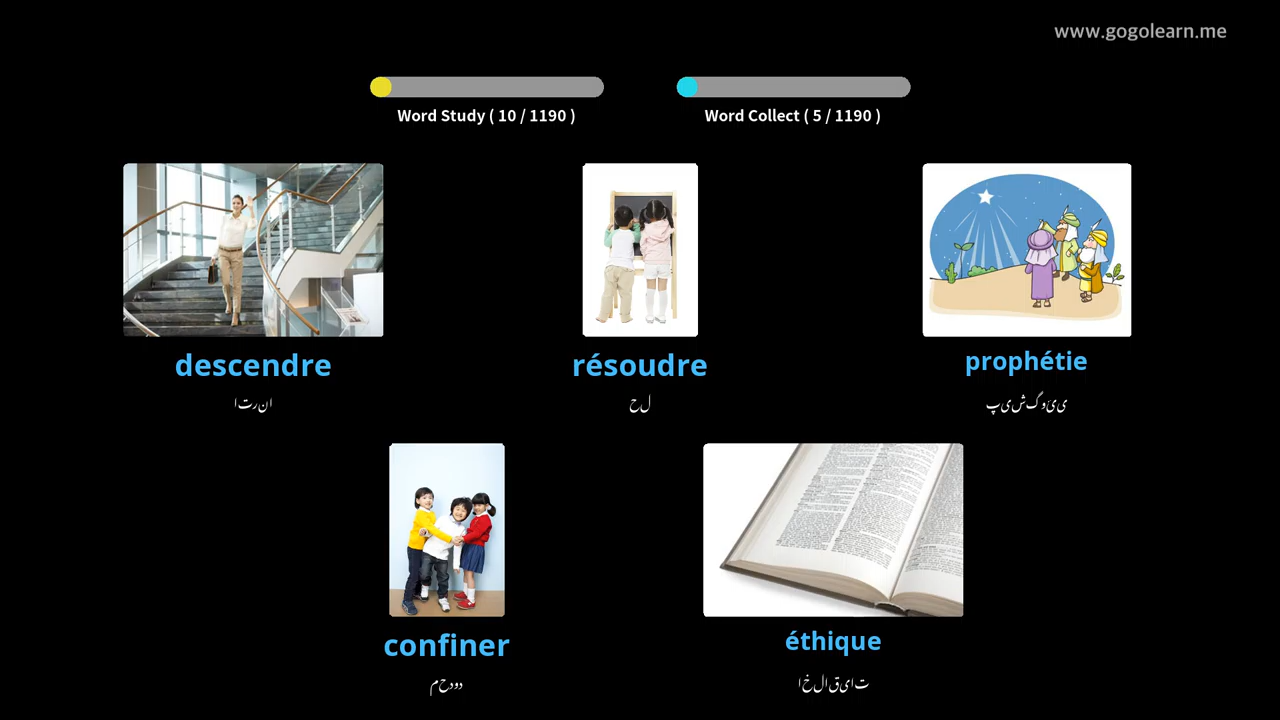 www.gogolearn.me
Word Study ( 10 / 1190 )
Word Collect ( 5 / 1190 )
descendre
résoudre
prophétie
اترنا
حل
پیشگوئی
confiner
éthique
محدود
اخلاقیات